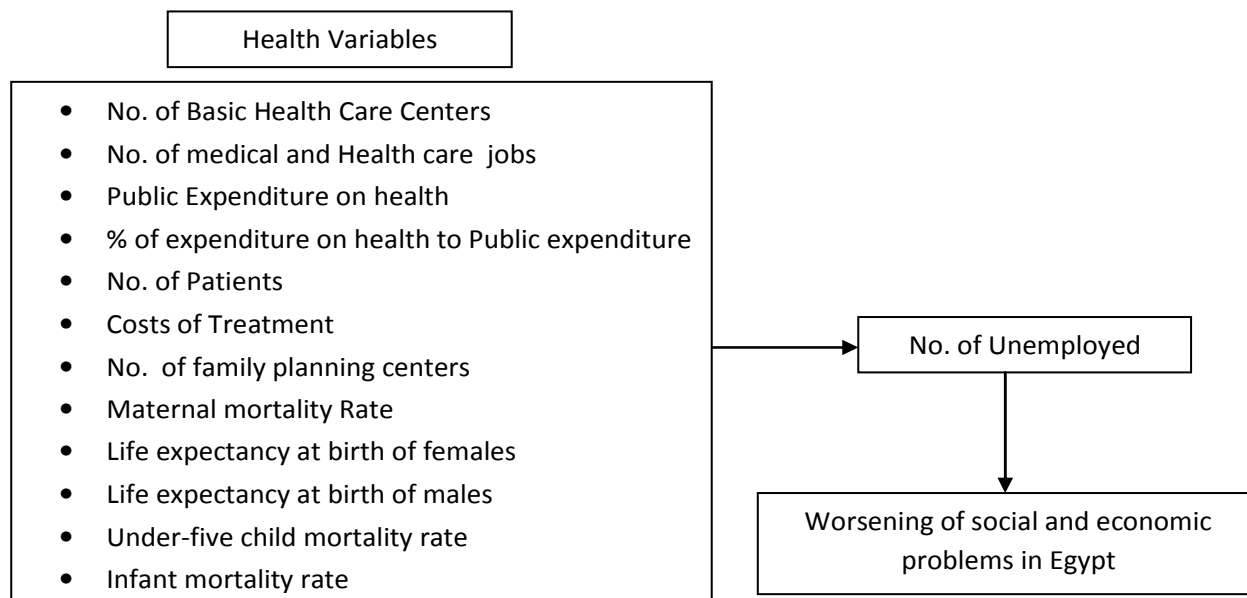 Health Variables
• No. of Basic Health Care Centers
• No. of medical and Health care jobs
• Public Expenditure on health
• % of expenditure on health to Public expenditure
• No. of Patients
• Costs of Treatment
• No. of family planning centers
• Maternal mortality Rate
• Life expectancy at birth of females
• Life expectancy at birth of males
• Under-five child mortality rate
• Infant mortality rate
No. of Unemployed
Worsening of social and economic
problems in Egypt